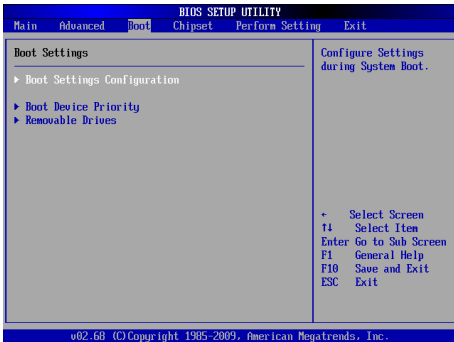 BIOS SETUP UTILITY
Main Advanced Boot Chipset Perform Setting Exit
Boot Settings
▶ Boot Settings Configuration
▶ Boot Device Priority
▶ Removable Drives
Configure Settings
during System Boot.
← Select Screen
↑↓ Select Item
Enter Go to Sub Screen
F1 General Help
F10 Save and Exit
ESC Exit
v02.68 (C)Copyright 1985-2009, American Megatrends, Inc.